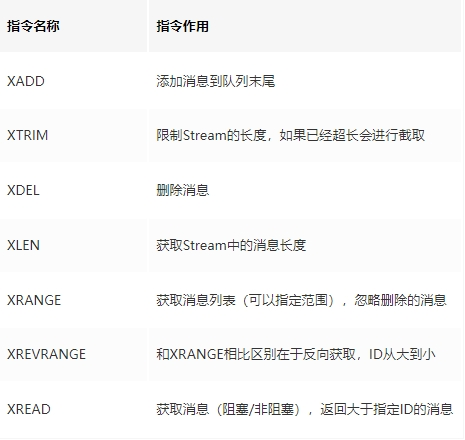 指令名称 指令作用
XADD 添加消息到队列末尾
XTRIM 限制Stream的长度，如果已经超长会进行截取
XDEL 删除消息
XLEN 获取Stream中的消息长度
XRANGE 获取消息列表（可以指定范围），忽略删除的消息
XREVRANGE 和XRANGE相比区别在于反向获取，ID从大到小
XREAD 获取消息（阻塞/非阻塞），返回大于指定ID的消息